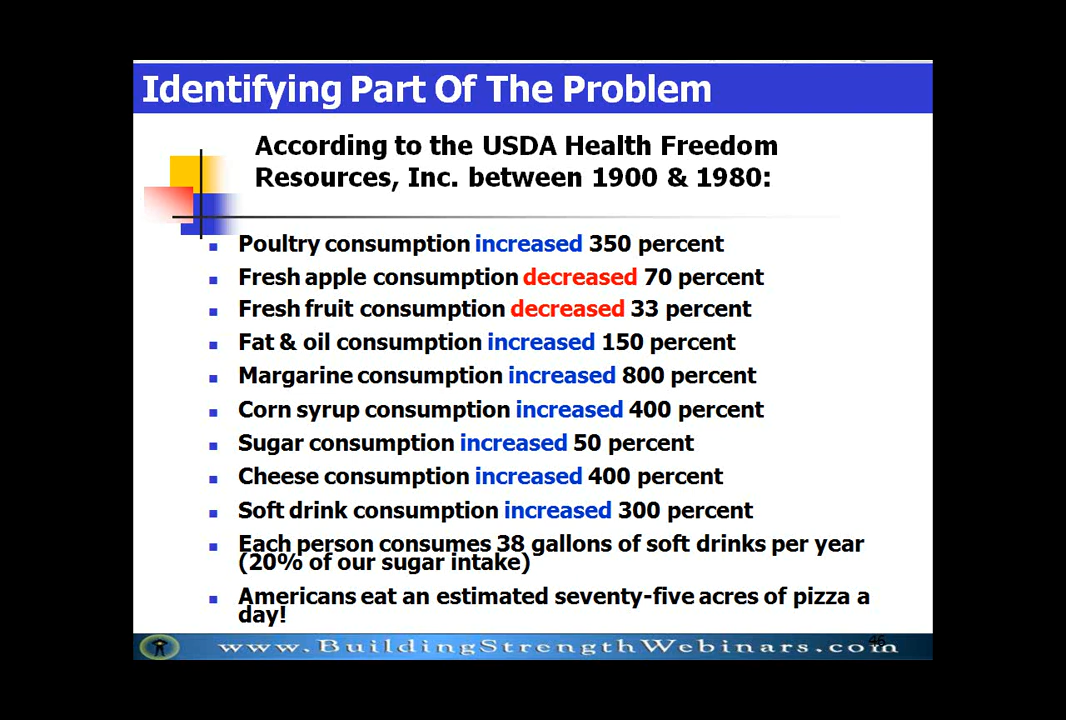 Identifying Part Of The Problem
According to the USDA Health Freedom
Resources, Inc. between 1900 & 1980:
Poultry consumption increased 350 percent
Fresh apple consumption decreased 70 percent
Fresh fruit consumption decreased 33 percent
Fat & oil consumption increased 150 percent
Margarine consumption increased 800 percent
Corn syrup consumption increased 400 percent
Sugar consumption increased 50 percent
Cheese consumption increased 400 percent
Soft drink consumption increased 300 percent
Each person consumes 38 gallons of soft drinks per year
(20% of our sugar intake)
Americans eat an estimated seventy-five acres of pizza a
day!
46
www.BuildingStrengthWebinars.com